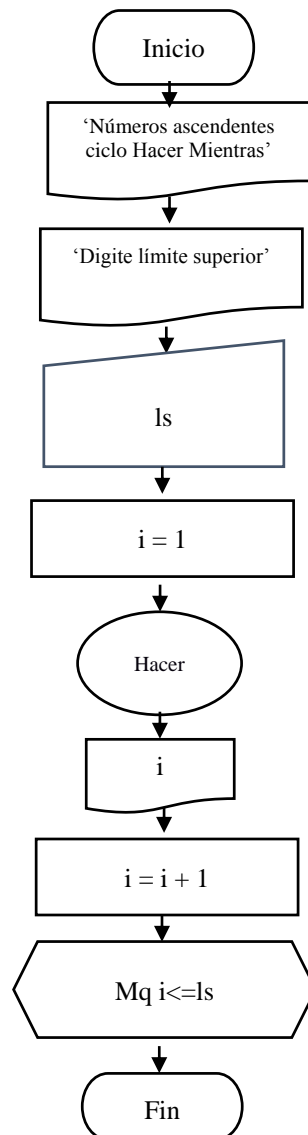 Inicio
‘Números ascendentes
ciclo Hacer Mientras’
‘Digite límite superior’
ls
i = 1
Hacer
i
i = i + 1
Mq i<=ls
Fin